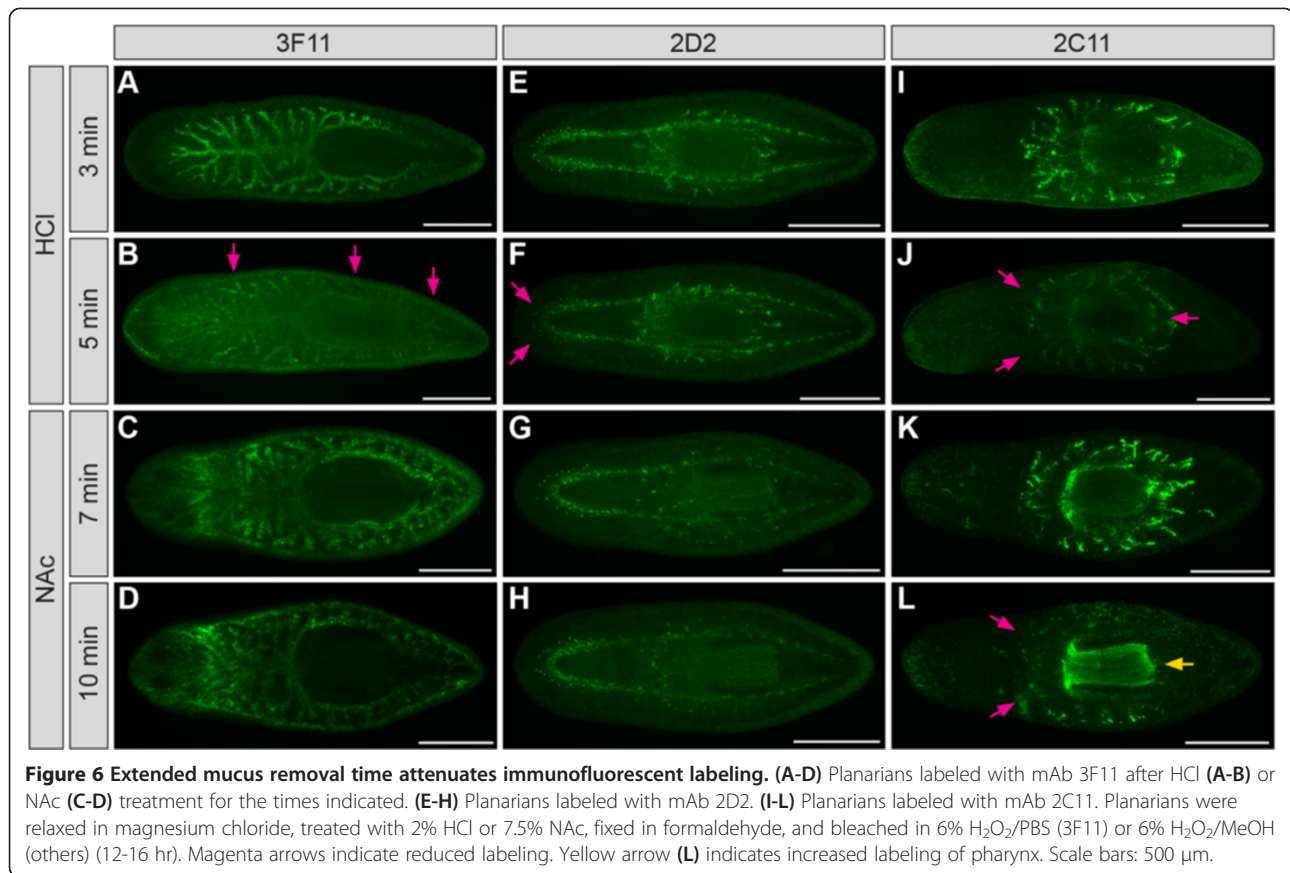 3F11 2D2 2C11
HCl
3 min
A E I
5 min
B F J
NAc
7 min
C G K
10 min
D H L
Figure 6 Extended mucus removal time attenuates immunofluorescent labeling. (A-D) Planarians labeled with mAb 3F11 after HCl (A-B) or
NAc (C-D) treatment for the times indicated. (E-H) Planarians labeled with mAb 2D2. (I-L) Planarians labeled with mAb 2C11. Planarians were
relaxed in magnesium chloride, treated with 2% HCl or 7.5% NAc, fixed in formaldehyde, and bleached in 6% H₂O₂/PBS (3F11) or 6% H₂O₂/MeOH
(others) (12-16 hr). Magenta arrows indicate reduced labeling. Yellow arrow (L) indicates increased labeling of pharynx. Scale bars: 500 μm.